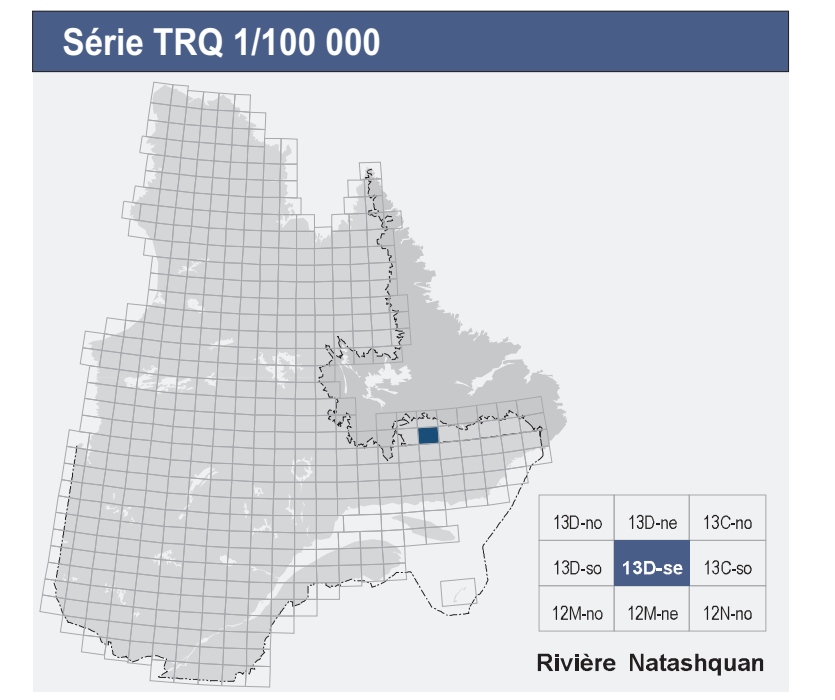 Série TRQ 1/100 000
13D-no 13D-ne 13C-no
13D-so 13D-se 13C-so
12M-no 12M-ne 12N-no
Rivière Natashquan